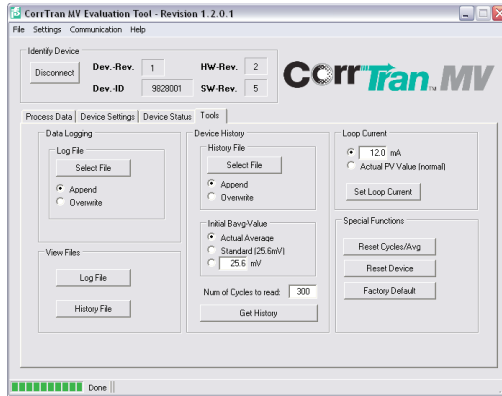 CorrTran MV Evaluation Tool - Revision 1.2.0.1
File Settings Communication Help
Identify Device
Disconnect
Dev.-Rev. 1 HW-Rev. 2
Dev.-ID 9828001 SW-Rev. 5
CorrTran™ MV
Process Data Device Settings Device Status Tools
Data Logging
Log File
Select File
Append
Overwrite
View Files
Log File
History File
Device History
History File
Select File
Append
Overwrite
Initial Bavg-Value
Actual Average
Standard (25.6mV)
25.6 mV
Num of Cycles to read: 300
Get History
Loop Current
12.0 mA
Actual PV Value (normal)
Set Loop Current
Special Functions
Reset Cycles/Avg
Reset Device
Factory Default
Done